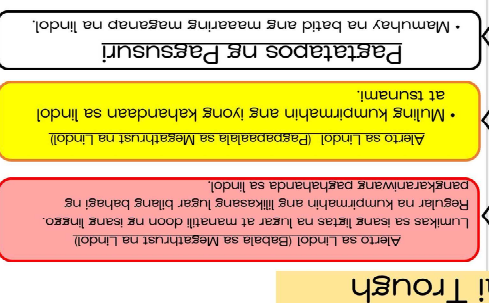 i Trough
Alerto sa Lindol (Babala sa Megathrust na Lindol)
Lumikas sa isang ligtas na lugar at manatili doon ng isang linggo.
Regular na kumpirmahin ang lilikasang lugar bilang bahagi ng
pangkaraniwang paghahanda sa lindol.
Alerto sa Lindol (Pagpapaalala sa Megathrust na Lindol)
• Muling kumpirmahin ang iyong kahandaan sa lindol
at tsunami.
Pagtatapos ng Pagsusuri
• Mamuhay na batid ang maaaring maganap na lindol.